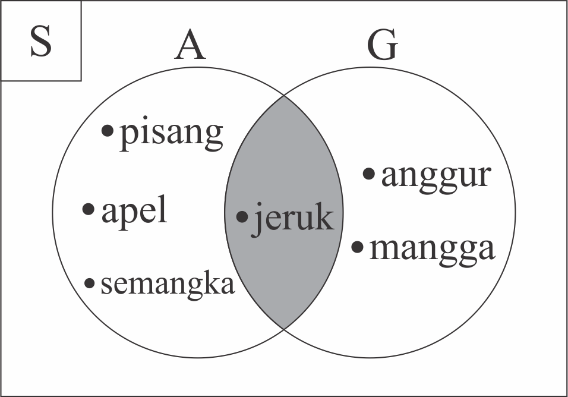 S
A
G
•pisang
•apel
•semangka
•jeruk
•anggur
•mangga